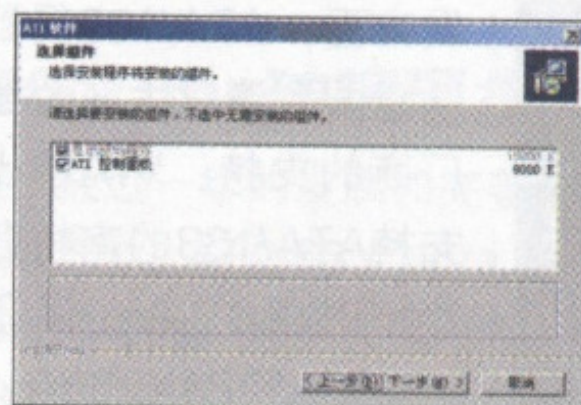 ATI 软件
选择组件
选择安装程序将安装的组件。
请选择要安装的组件，不选中无需安装的组件。
ATI 控制面板 9000 K
<上一步(B) 下一步(N)> 取消